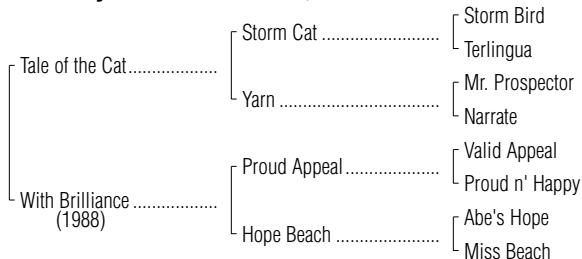 Storm Bird
Storm Cat
Terlingua
Tale of the Cat
Mr. Prospector
Yarn
Narrate
Valid Appeal
Proud Appeal
Proud n' Happy
With Brilliance
(1988)
Abe's Hope
Hope Beach
Miss Beach